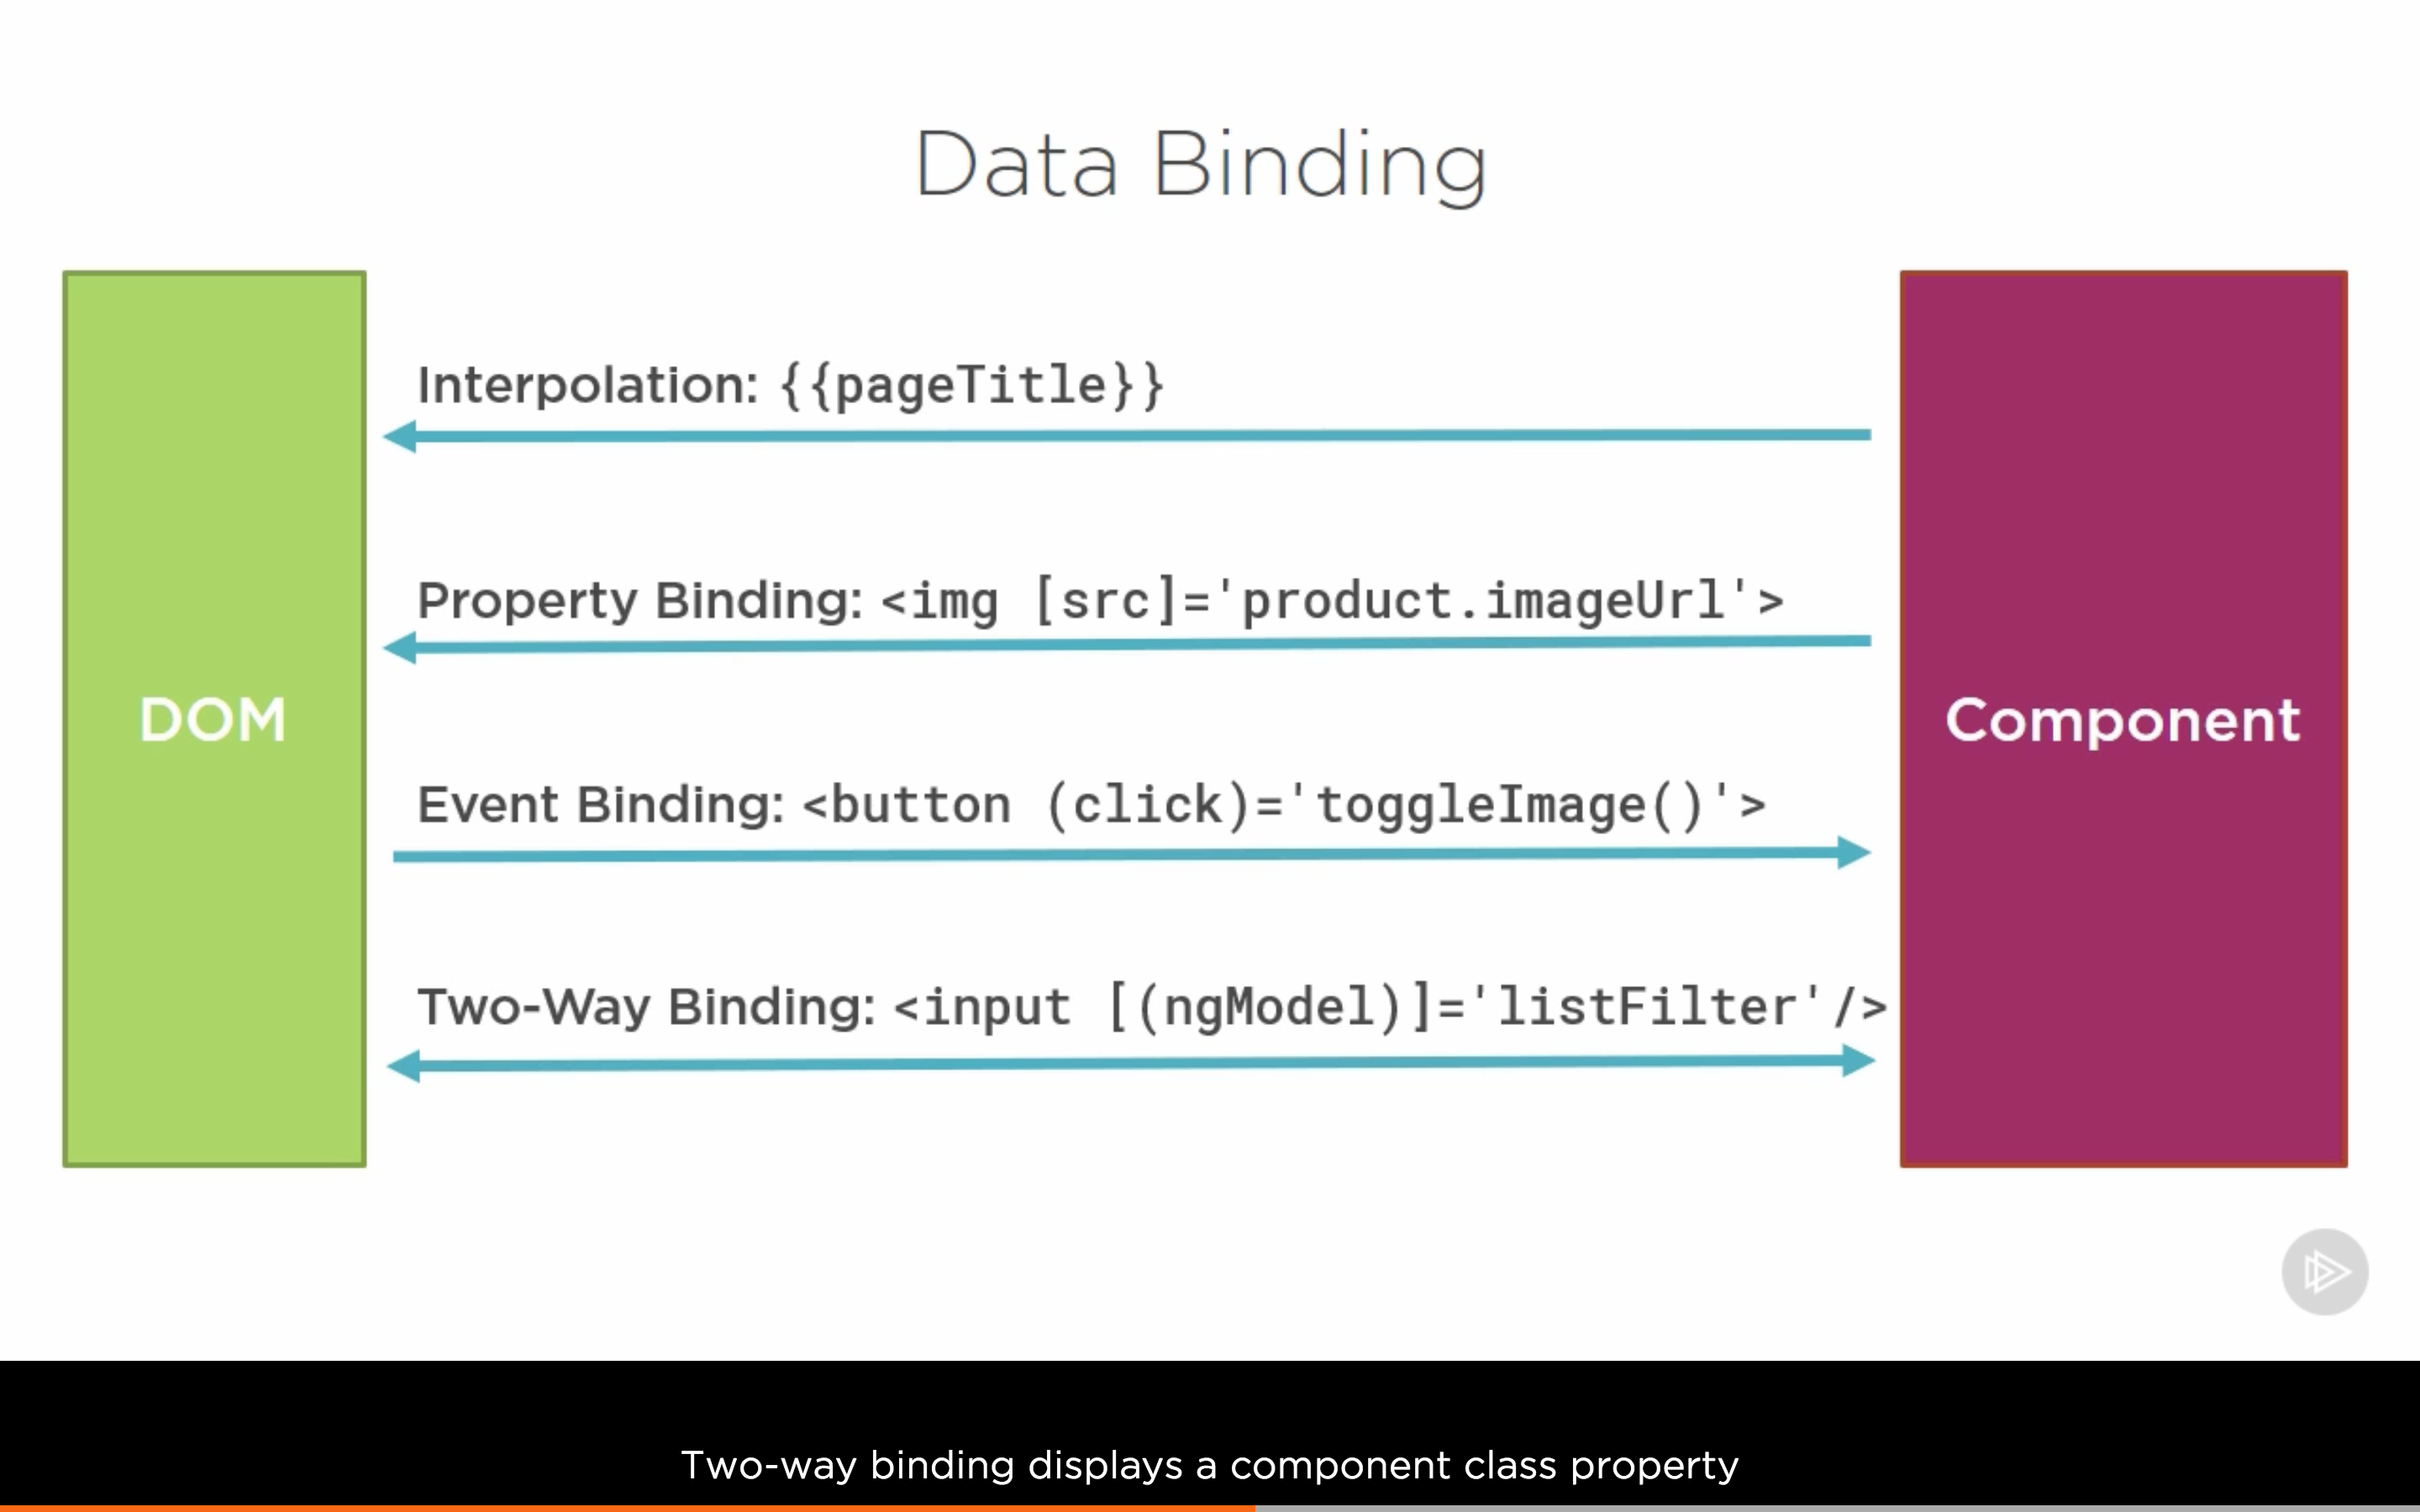 Data Binding
Interpolation: {{pageTitle}}
Property Binding: <img [src]='product.imageUrl'>
DOM
Component
Event Binding: <button (click)='toggleImage()'>
Two-Way Binding: <input [(ngModel)]='listFilter'/>
Two-way binding displays a component class property